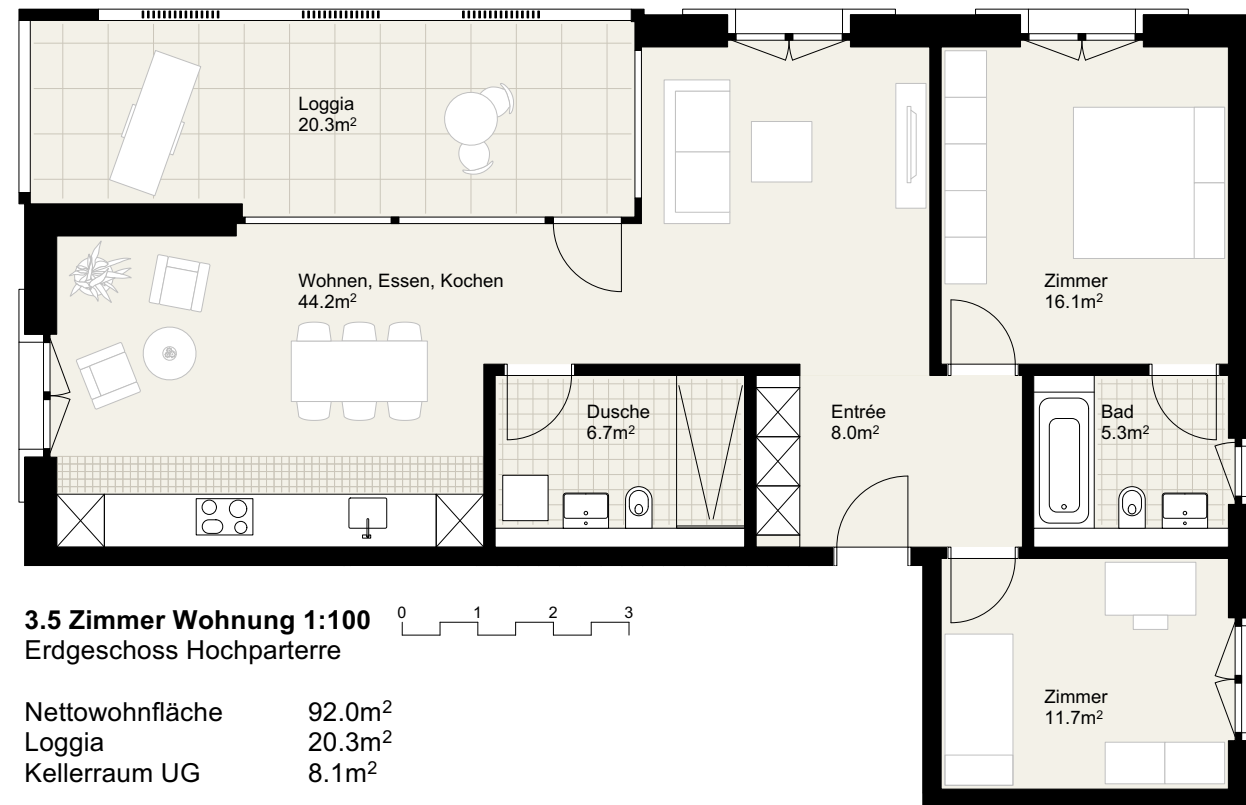 Loggia
20.3m²
Wohnen, Essen, Kochen
44.2m²
Zimmer
16.1m²
Dusche
6.7m²
Entrée
8.0m²
Bad
5.3m²
3.5 Zimmer Wohnung 1:100
0 1 2 3
Erdgeschoss Hochparterre
Zimmer
11.7m²
Nettowohnfläche 92.0m²
Loggia 20.3m²
Kellerraum UG 8.1m²